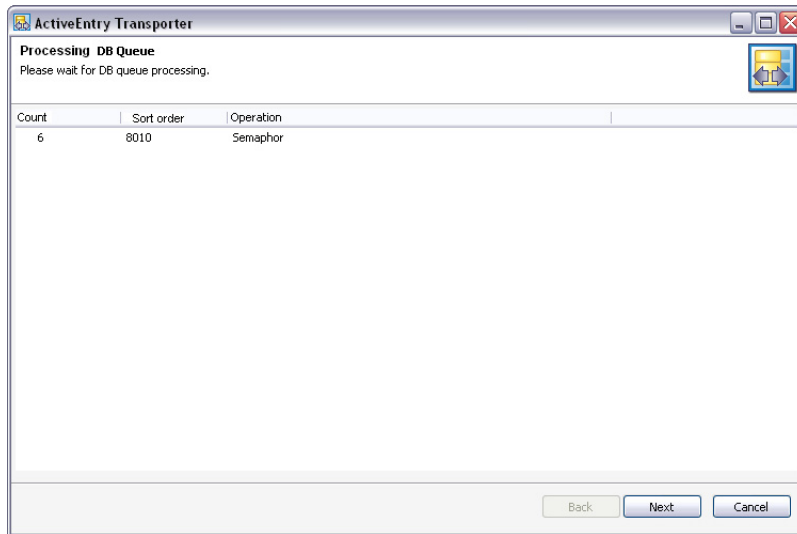 ActiveEntry Transporter
Processing DB Queue
Please wait for DB queue processing.
Count Sort order Operation
6 8010 Semaphor
Back Next Cancel